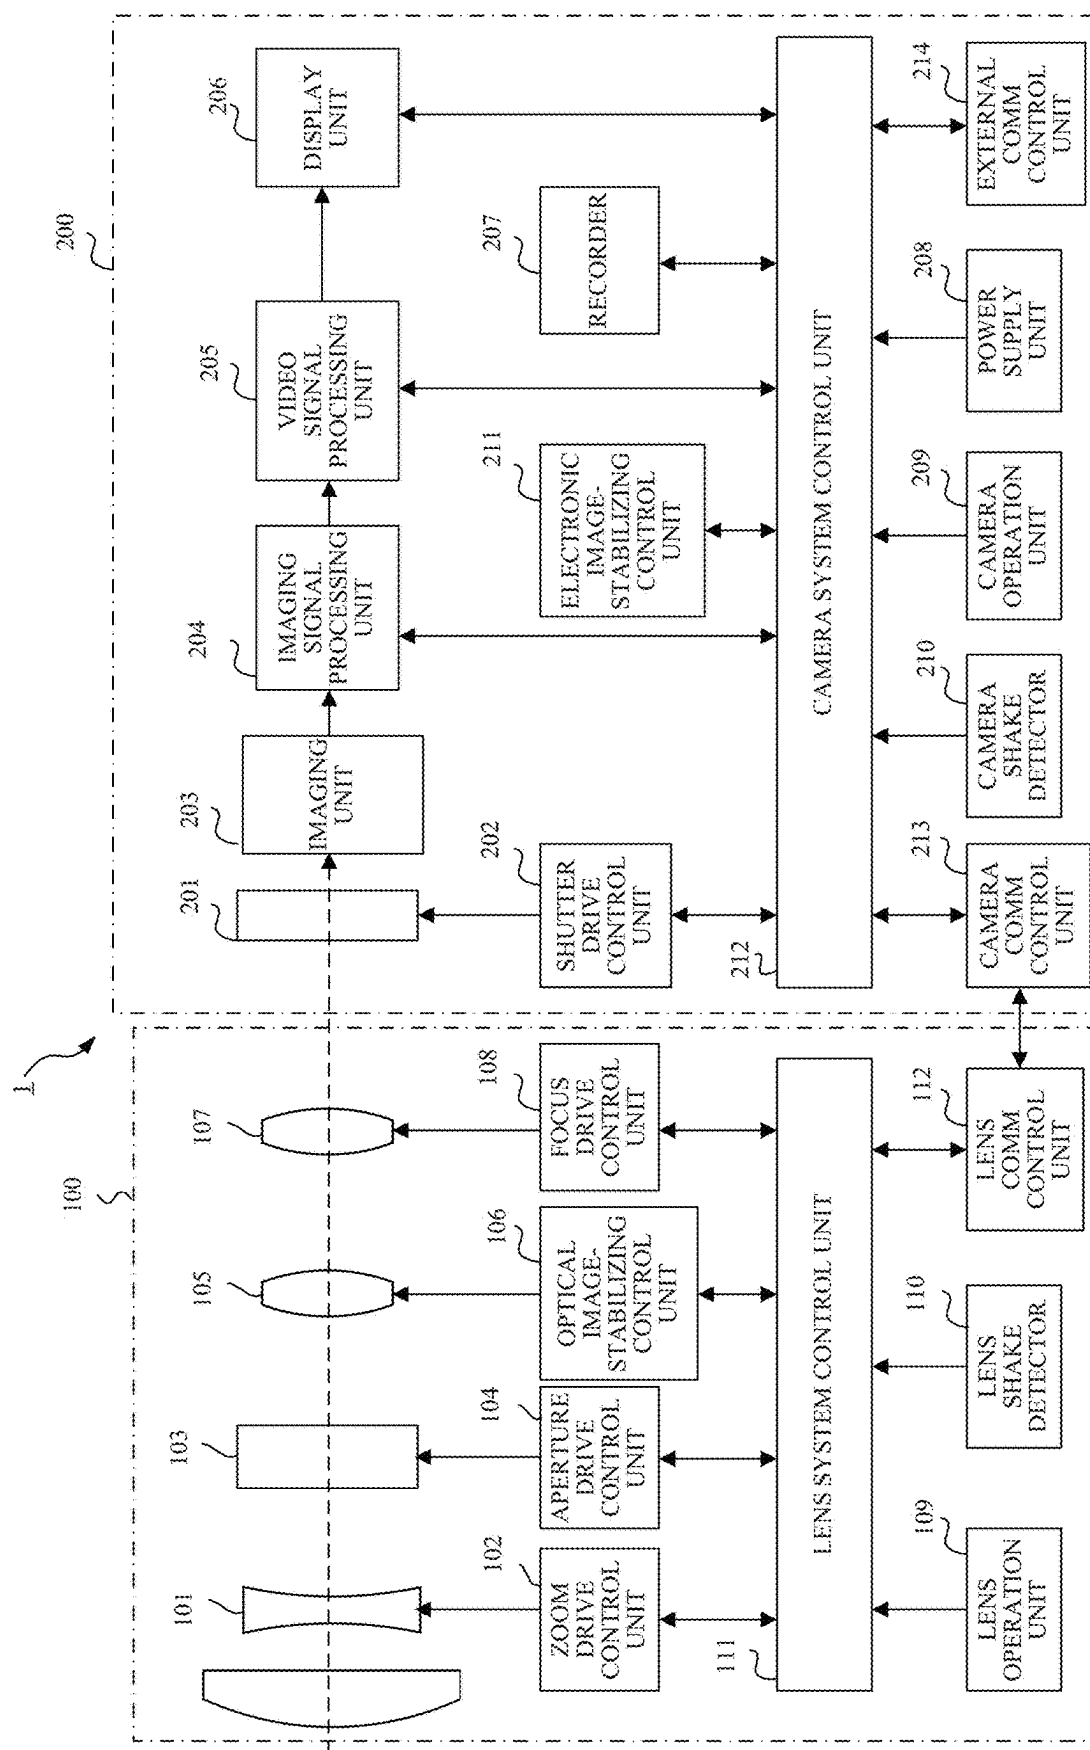 1
100
200
101
103
105
107
201
203
IMAGING
UNIT
204
IMAGING
SIGNAL
PROCESSING
UNIT
205
VIDEO
SIGNAL
PROCESSING
UNIT
206
DISPLAY
UNIT
102
ZOOM
DRIVE
CONTROL
UNIT
104
APERTURE
DRIVE
CONTROL
UNIT
106
OPTICAL
IMAGE-
STABILIZING
CONTROL
UNIT
108
FOCUS
DRIVE
CONTROL
UNIT
202
SHUTTER
DRIVE
CONTROL
UNIT
211
ELECTRONIC
IMAGE-
STABILIZING
CONTROL
UNIT
207
RECORDER
111
LENS SYSTEM CONTROL UNIT
212
CAMERA SYSTEM CONTROL UNIT
109
LENS
OPERATION
UNIT
110
LENS
SHAKE
DETECTOR
112
LENS
COMM
CONTROL
UNIT
213
CAMERA
COMM
CONTROL
UNIT
210
CAMERA
SHAKE
DETECTOR
209
CAMERA
OPERATION
UNIT
208
POWER
SUPPLY
UNIT
214
EXTERNAL
COMM
CONTROL
UNIT